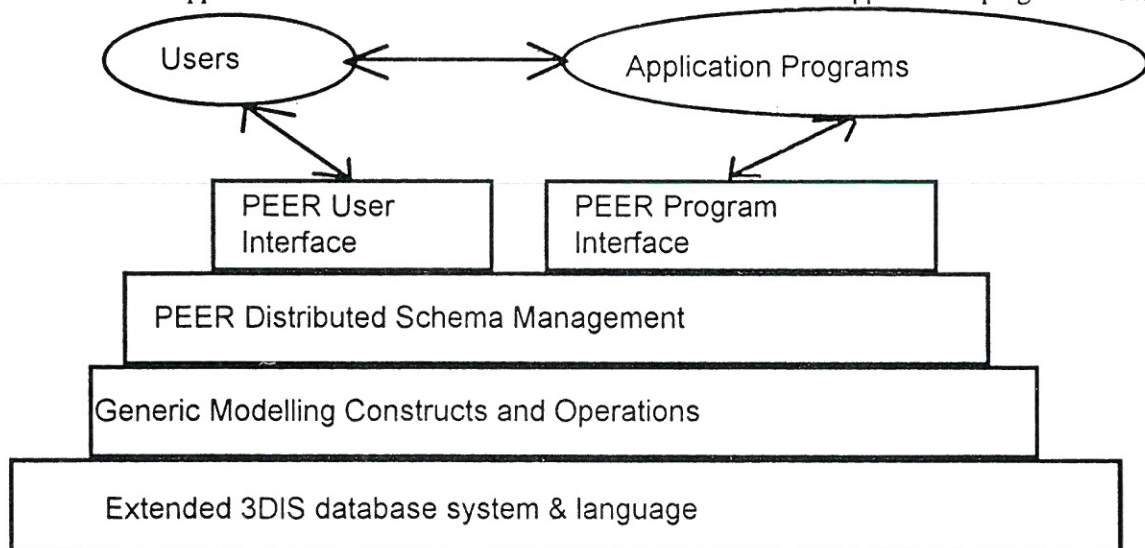 Users
Application Programs
PEER User
Interface
PEER Program
Interface
PEER Distributed Schema Management
Generic Modelling Constructs and Operations
Extended 3DIS database system & language